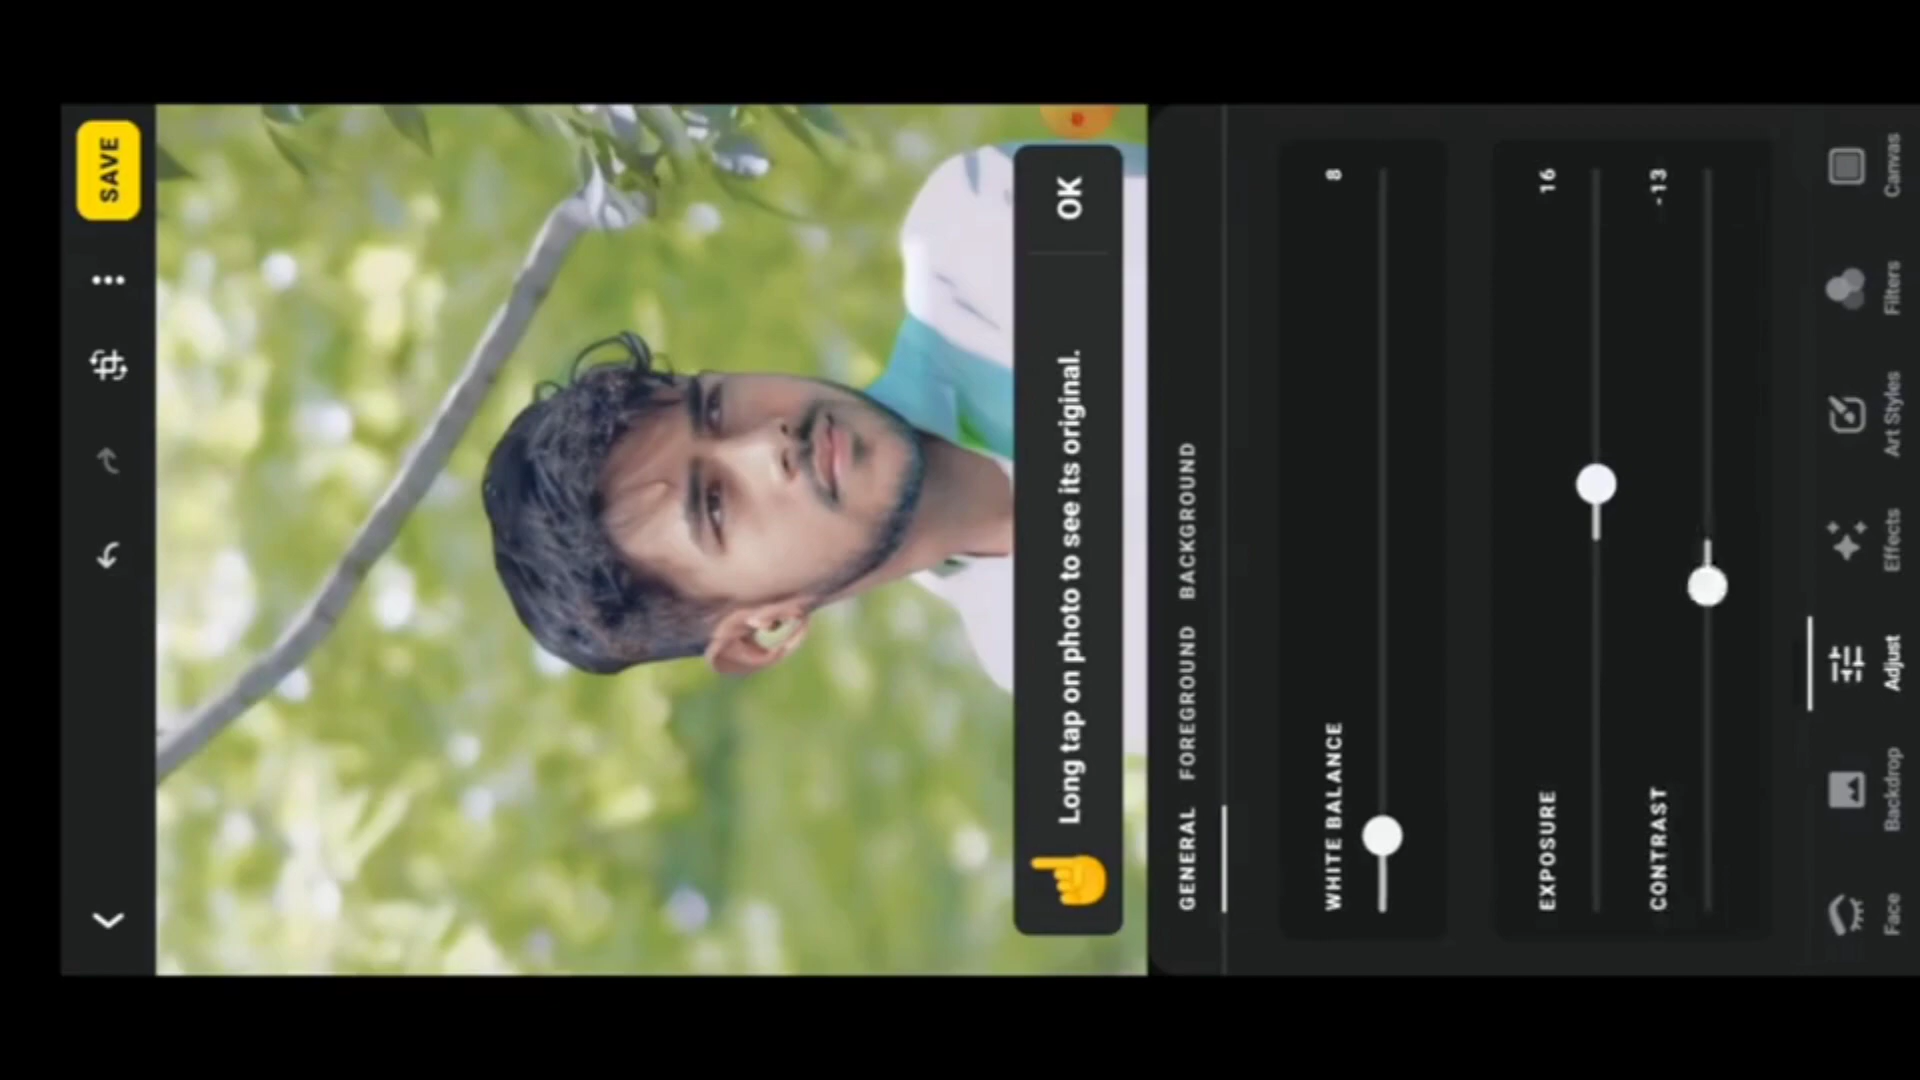 SAVE
Long tap on photo to see its original.
OK
GENERAL FOREGROUND BACKGROUND
WHITE BALANCE 8
EXPOSURE 16
CONTRAST -13
Face Backdrop Adjust Effects Art Styles Filters Canvas